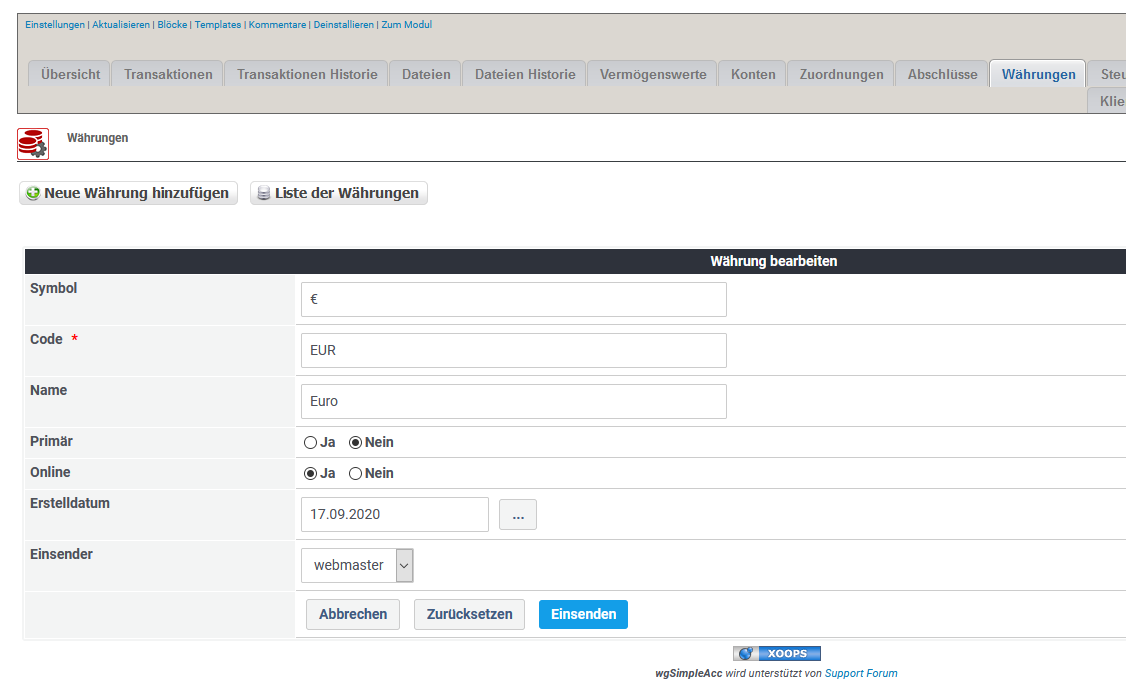 Einstellungen | Aktualisieren | Blöcke | Templates | Kommentare | Deinstallieren | Zum Modul
Übersicht Transaktionen Transaktionen Historie Dateien Dateien Historie Vermögenswerte Konten Zuordnungen Abschlüsse Währungen Steu
Klie
Währungen
Neue Währung hinzufügen Liste der Währungen
Währung bearbeiten
Symbol €
Code * EUR
Name Euro
Primär Ja Nein
Online Ja Nein
Erstelldatum 17.09.2020 ...
Einsender webmaster
Abbrechen Zurücksetzen Einsenden
XOOPS
wgSimpleAcc wird unterstützt von Support Forum